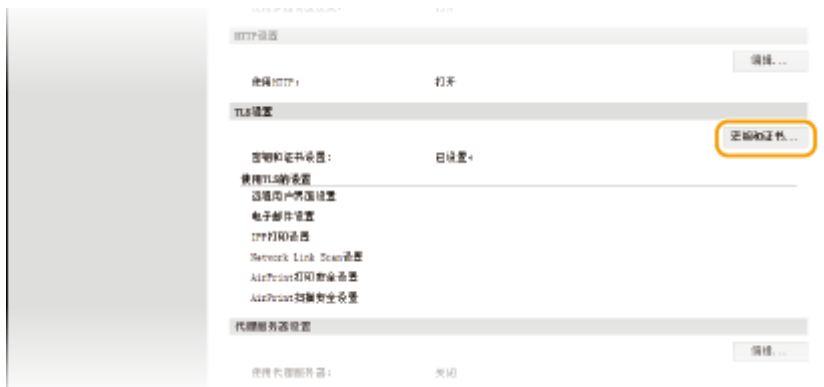 HTTP设置
编辑...
使用HTTP: 打开
TLS设置
密钥和证书...
密钥和证书设置: 已设置。
使用TLS的设置
远程用户界面设置
电子邮件设置
IPP打印设置
Network Link Scan设置
AirPrint打印安全设置
AirPrint扫描安全设置
代理服务器设置
编辑...
使用代理服务器: 关闭